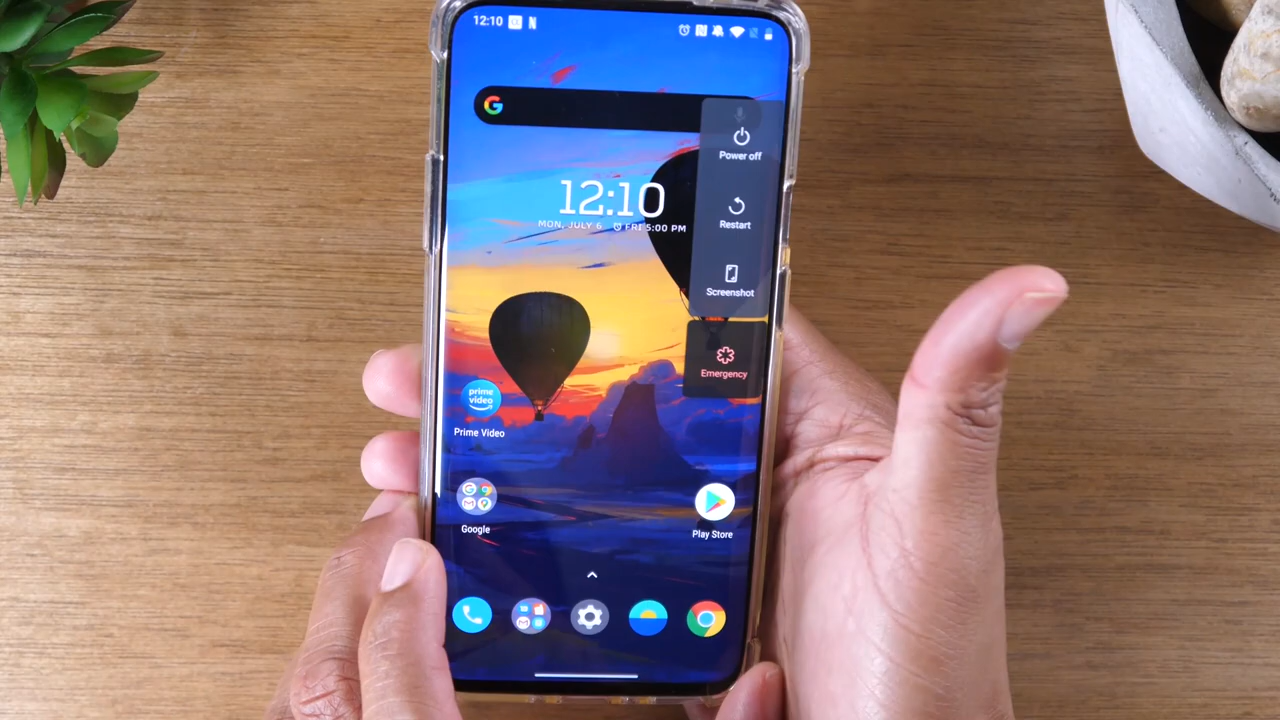 12:10
Power off
12:10
MON, JULY 6 FRI 5:00 PM
Restart
Screenshot
Emergency
prime
video
Prime Video
Google
Play Store